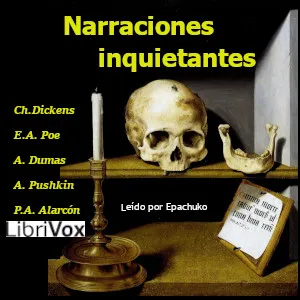 Narraciones
inquietantes
Ch.Dickens
E.A. Poe
A. Dumas
A. Pushkin
P.A. Alarcón
Leído por Epachuko
LibriVox